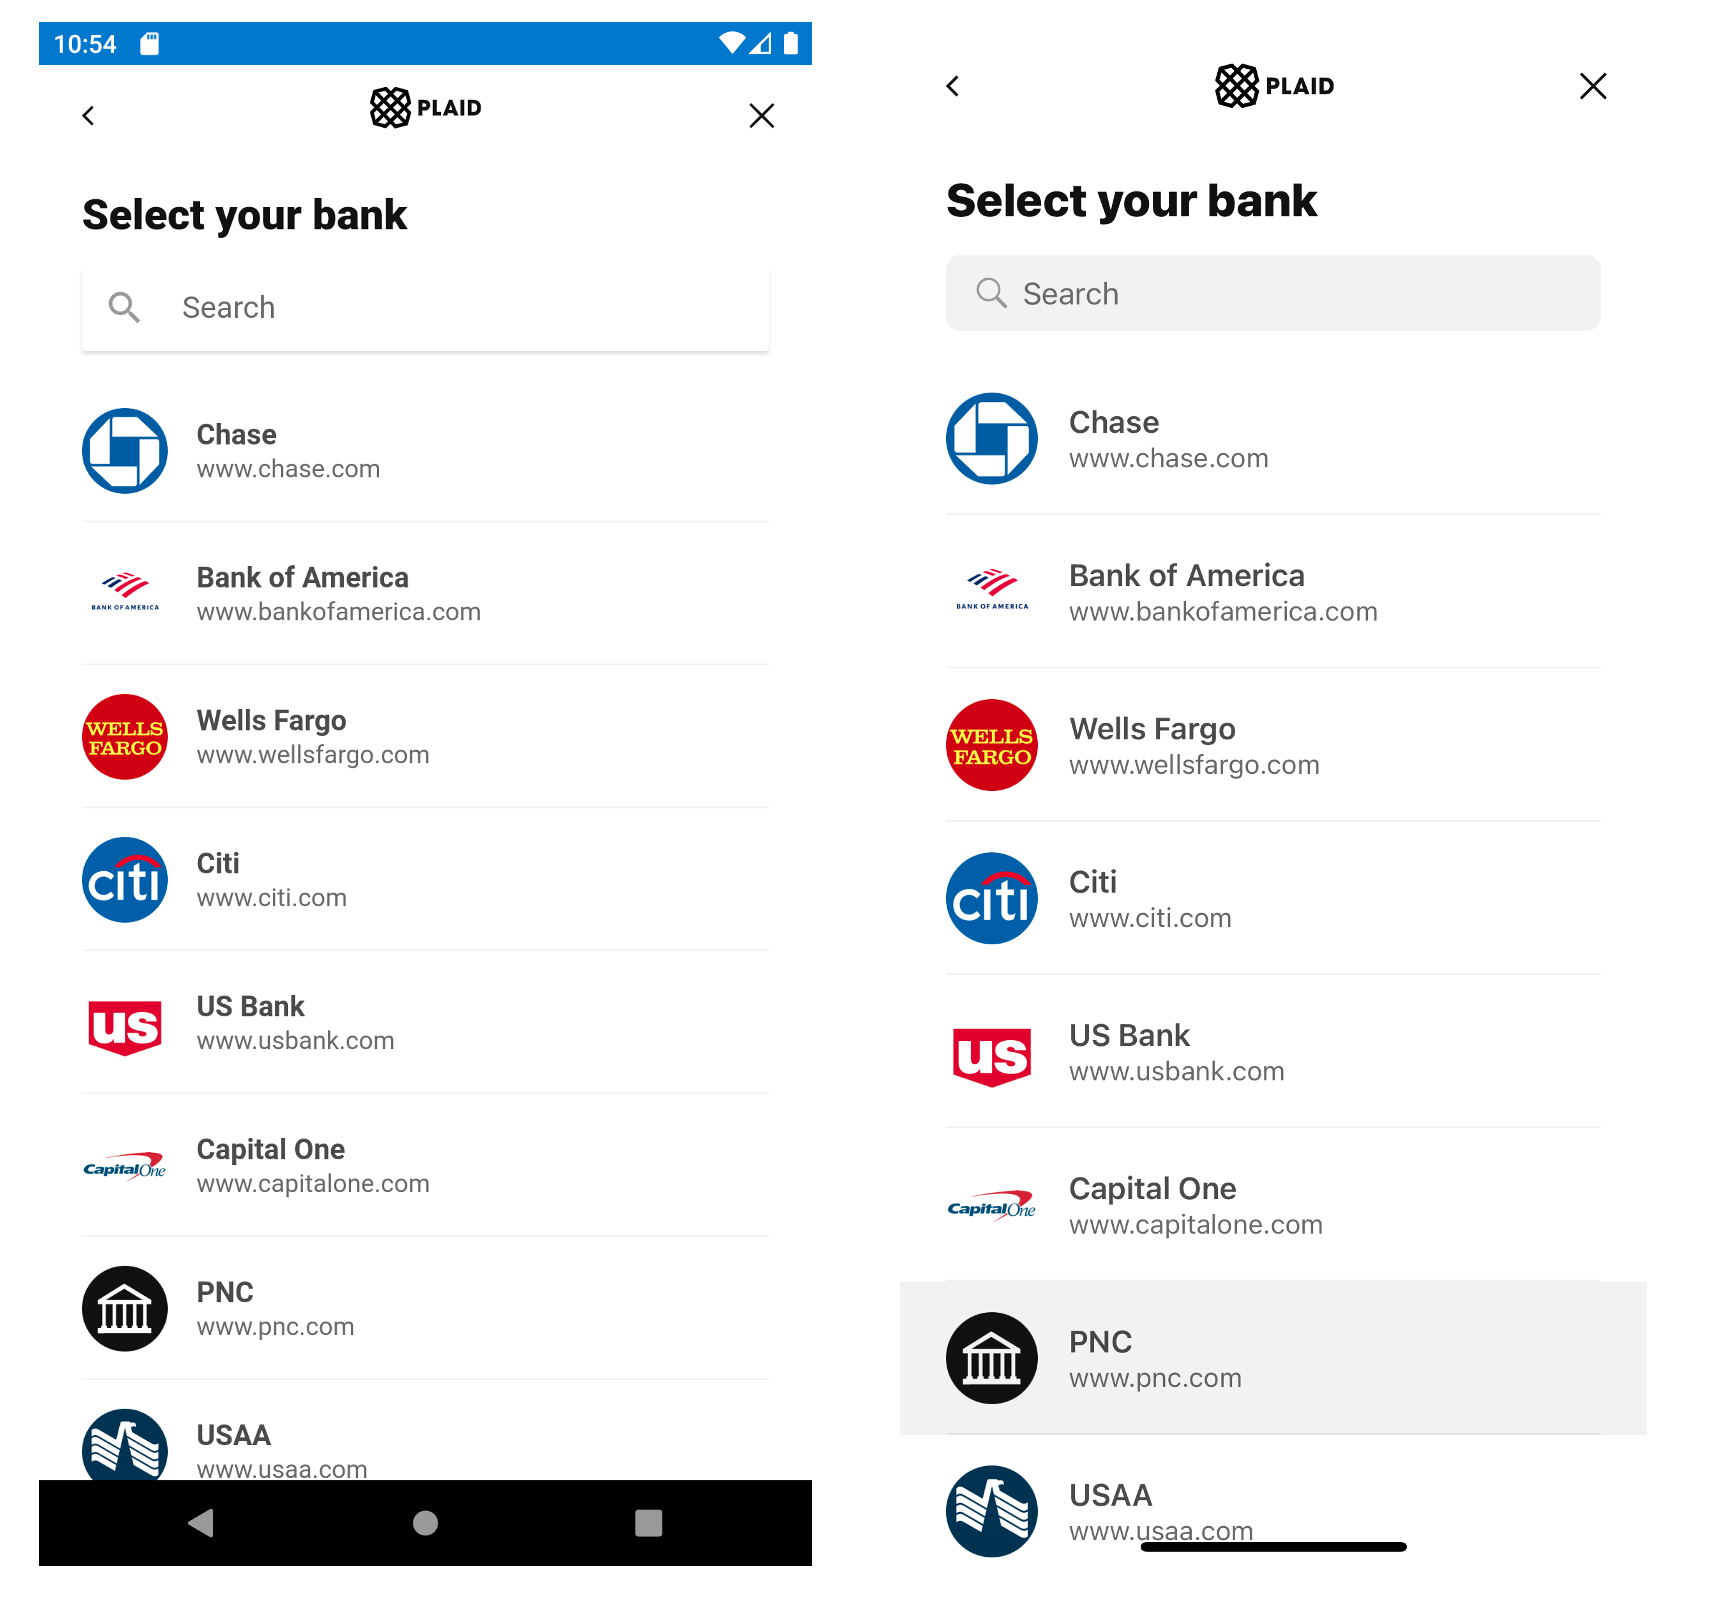 10:54
PLAID
Select your bank
Search
Chase
www.chase.com
BANK OF AMERICA
Bank of America
www.bankofamerica.com
WELLS
FARGO
Wells Fargo
www.wellsfargo.com
citi
Citi
www.citi.com
us
US Bank
www.usbank.com
CapitalOne
Capital One
www.capitalone.com
PNC
www.pnc.com
USAA
www.usaa.com
PLAID
Select your bank
Search
Chase
www.chase.com
BANK OF AMERICA
Bank of America
www.bankofamerica.com
WELLS
FARGO
Wells Fargo
www.wellsfargo.com
citi
Citi
www.citi.com
us
US Bank
www.usbank.com
CapitalOne
Capital One
www.capitalone.com
PNC
www.pnc.com
USAA
www.usaa.com